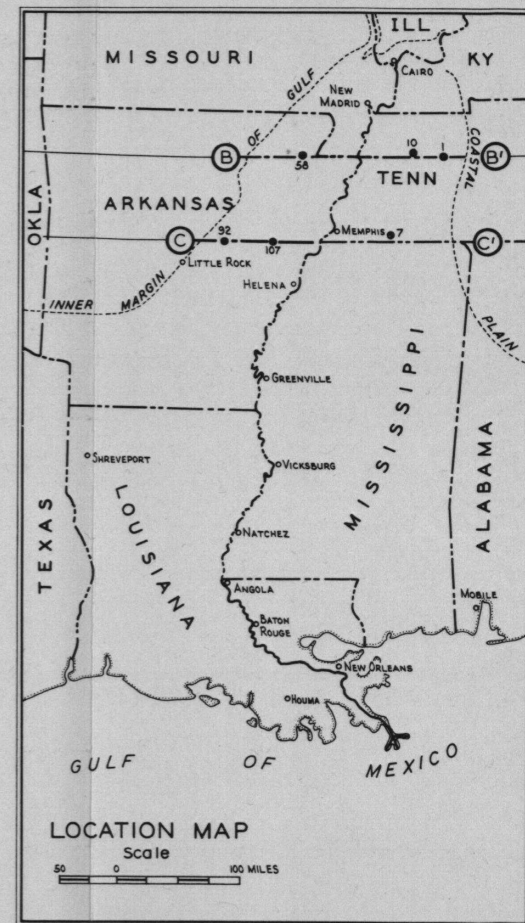 ILL
MISSOURI
KY
CAIRO
NEW MADRID
INNER MARGIN OF GULF COASTAL PLAIN
B
58
10
1
B'
TENN
OKLA
ARKANSAS
C
92
107
MEMPHIS
7
C'
LITTLE ROCK
HELENA
MISSISSIPPI
GREENVILLE
ALABAMA
SHREVEPORT
VICKSBURG
TEXAS
LOUISIANA
NATCHEZ
ANGOLA
MOBILE
BATON ROUGE
NEW ORLEANS
HOUMA
GULF OF MEXICO
LOCATION MAP
Scale
50 0 100 MILES